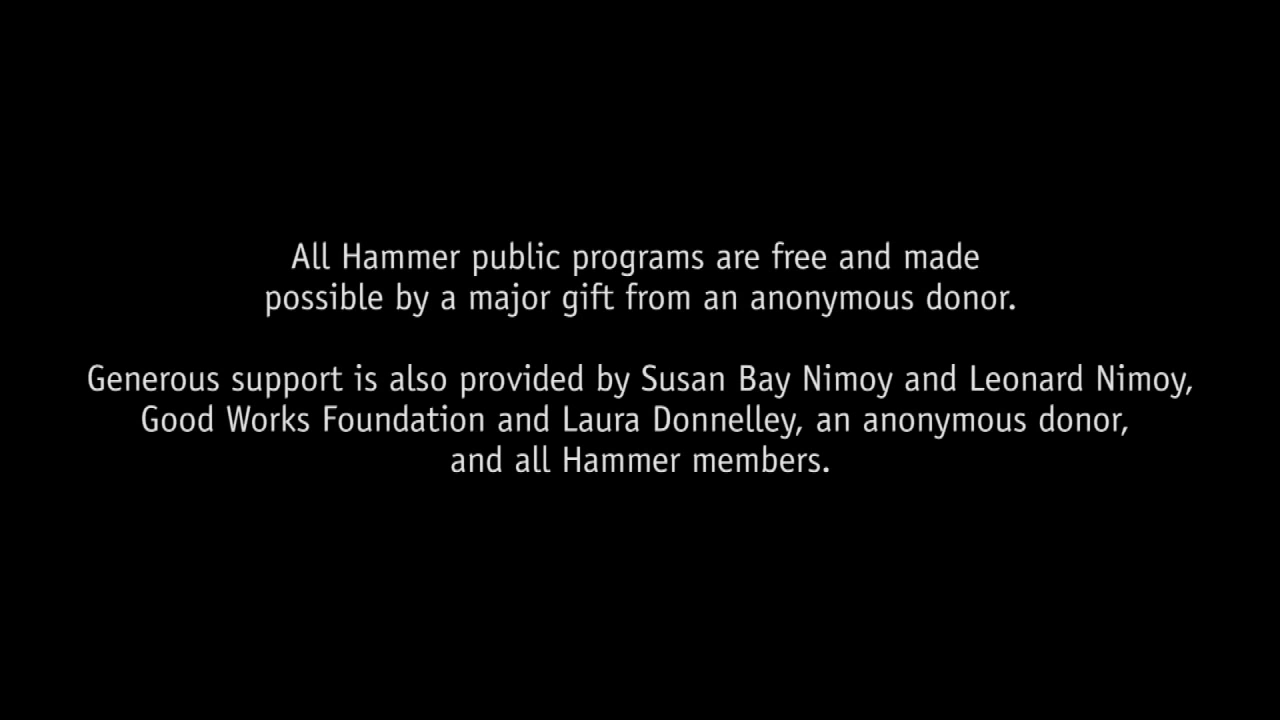 All Hammer public programs are free and made
possible by a major gift from an anonymous donor.
Generous support is also provided by Susan Bay Nimoy and Leonard Nimoy,
Good Works Foundation and Laura Donnelley, an anonymous donor,
and all Hammer members.